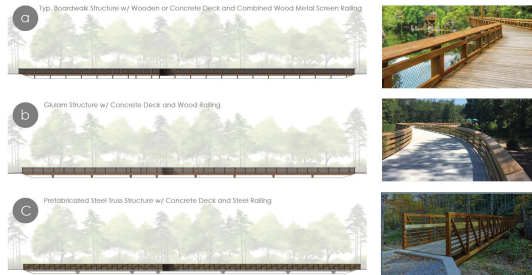 a
Typ. Boardwalk Structure w/ Wooden or Concrete Deck and Combined Wood Metal Screen Railing
b
Glulam Structure w/ Concrete Deck and Wood Railing
C
Prefabricated Steel Truss Structure w/ Concrete Deck and Steel Railing